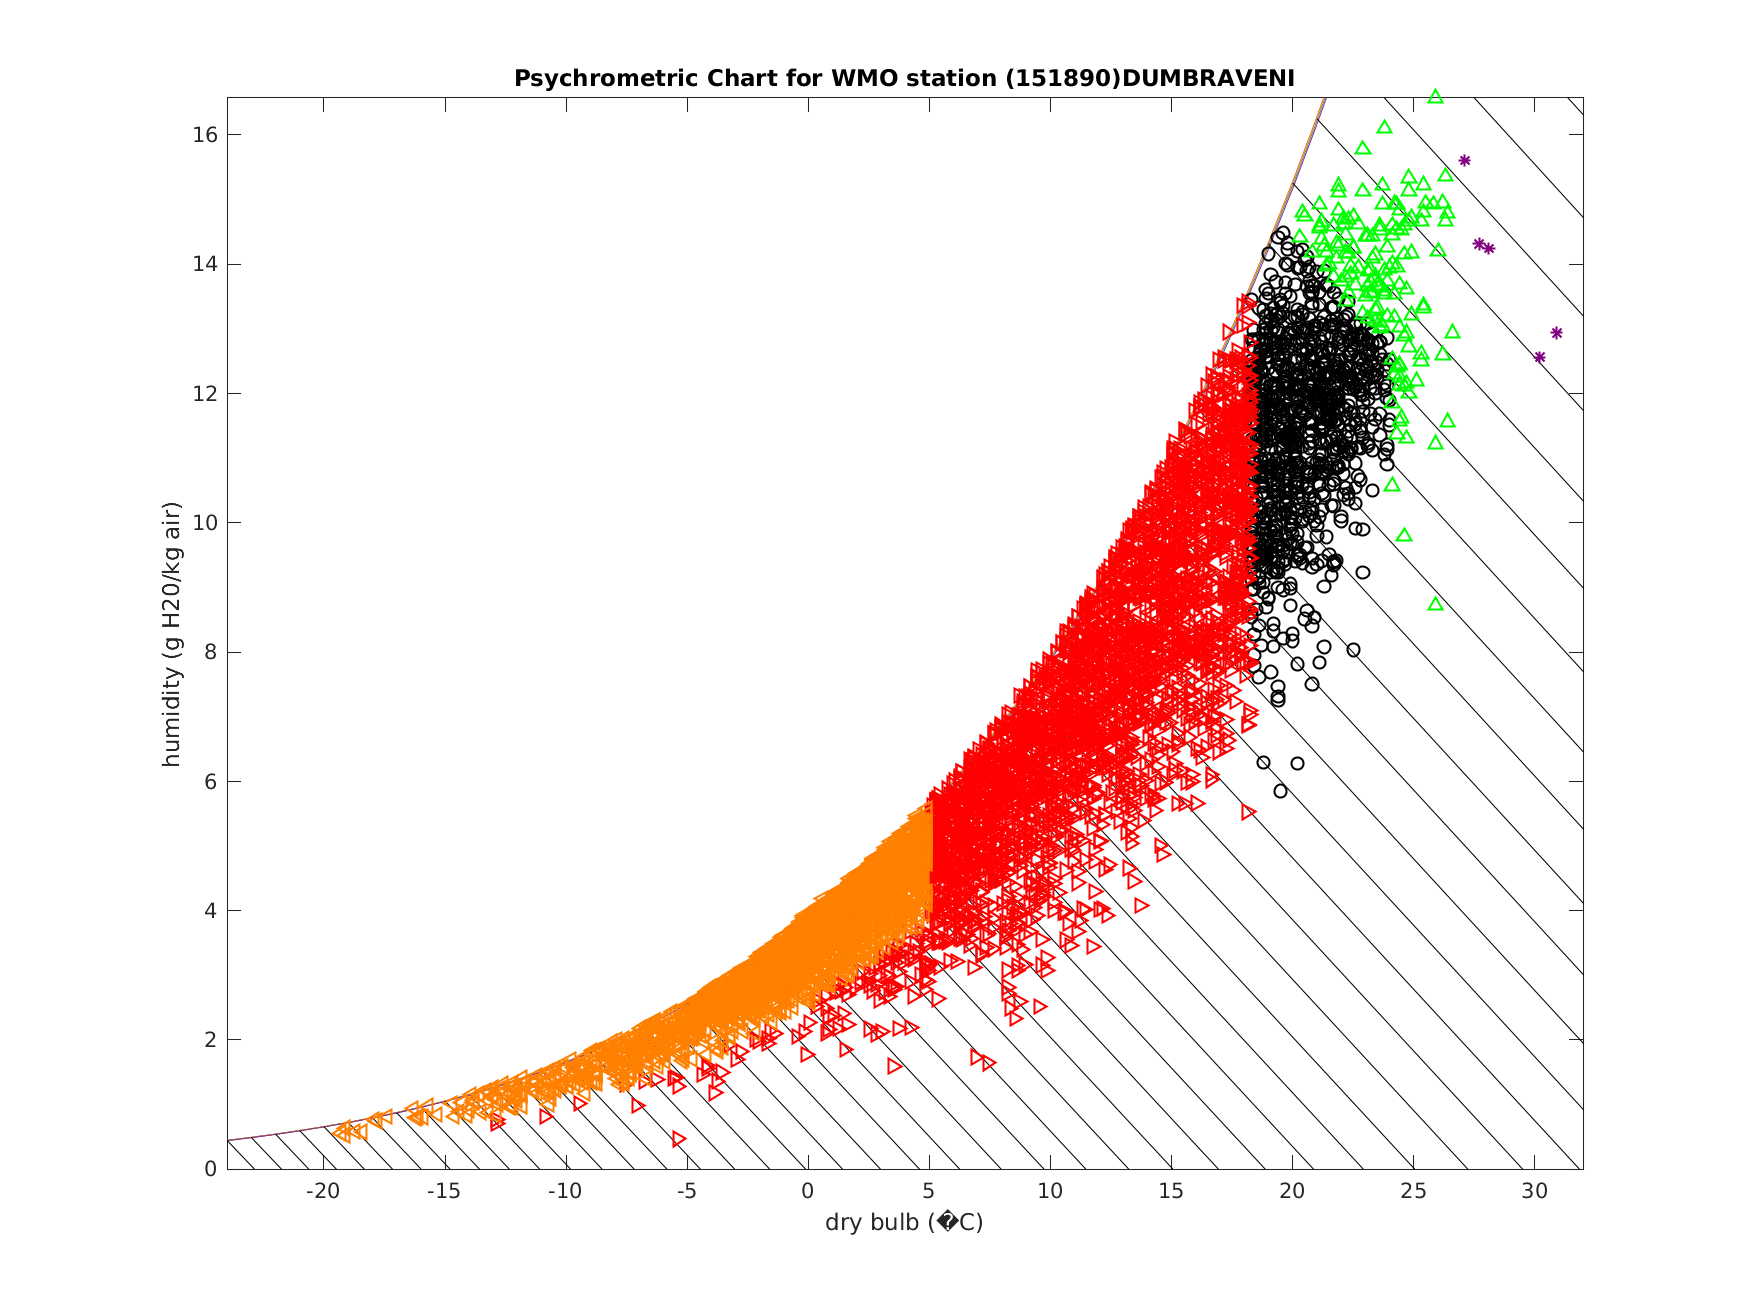 Psychrometric Chart for WMO station (151890)DUMBRAVENI
16
14
12
10
8
6
4
2
0
humidity (g H20/kg air)
-20 -15 -10 -5 0 5 10 15 20 25 30
dry bulb (�C)